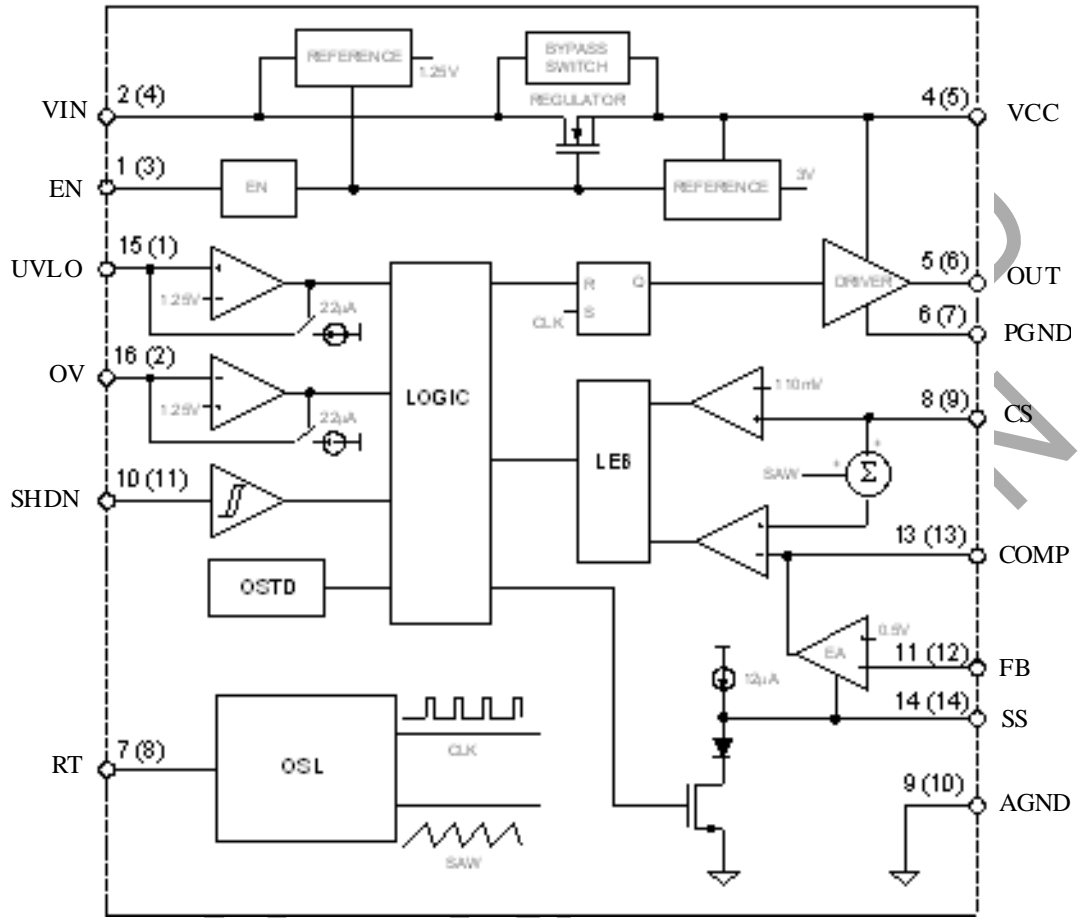 REFERENCE
1.25V
BYPASS
SWITCH
REGULATOR
VIN
2 (4)
4 (5)
VCC
EN
1 (3)
EN
REFERENCE
3V
UVLO
15 (1)
1.25V
22µA
R
Q
S
CLK
DRIVER
5 (6)
OUT
6 (7)
PGND
OV
16 (2)
1.25V
22µA
LOGIC
LEB
110mV
8 (9)
CS
SAW
Σ
SHDN
10 (11)
13 (13)
COMP
OSTD
EA
0.5V
11 (12)
FB
12µA
14 (14)
SS
RT
7 (8)
OSL
CLK
SAW
9 (10)
AGND